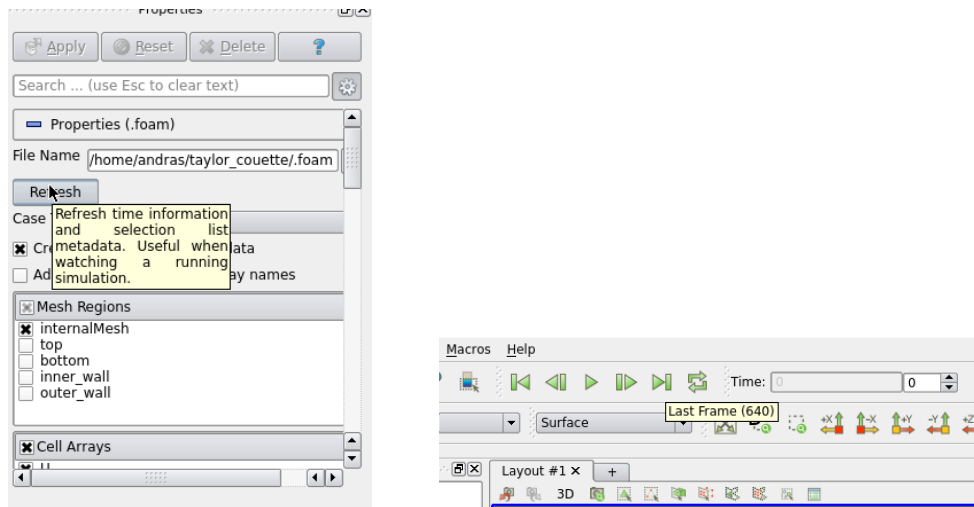 Properties
Apply Reset Delete ?
Search ... (use Esc to clear text)
Properties (.foam)
File Name /home/andras/taylor_couette/.foam
Refresh
Refresh time information
and selection list
metadata. Useful when
watching a running
simulation.
Case
Cre data
Ad ay names
Mesh Regions
internalMesh
top
bottom
inner_wall
outer_wall
Cell Arrays
U
Macros Help
Time: 0 0
Last Frame (640)
Surface
+X -X +Y -Y +Z
Layout #1 × +
3D